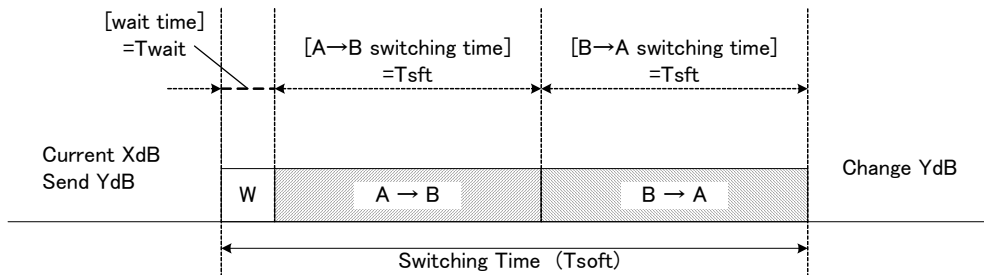 [wait time]
=Twait
[A→B switching time]
=Tsft
[B→A switching time]
=Tsft
Current XdB
Send YdB
W
A → B
B → A
Change YdB
Switching Time (Tsoft)